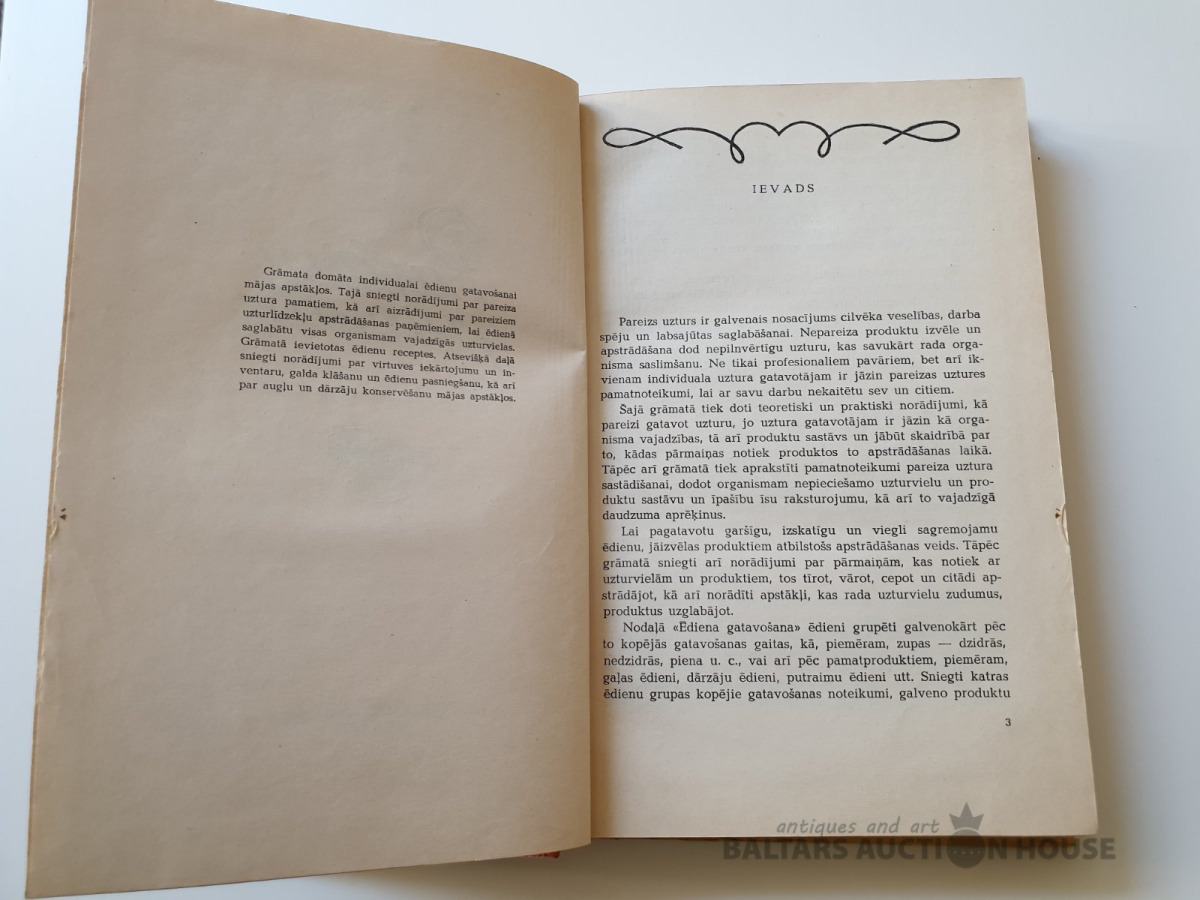 Grāmata domāta individualai ēdienu gatavošanai
mājas apstākļos. Tajā sniegti norādījumi par pareiza
uztura pamatiem, kā arī aizrādījumi par pareiziem
uzturlīdzekļu apstrādāšanas paņēmieniem, lai ēdienā
saglabātu visas organismam vajadzīgās uzturvielas.
Grāmatā ievietotas ēdienu receptes. Atsevišķā daļā
sniegti norādījumi par virtuves iekārtojumu un in-
ventaru, galda klāšanu un ēdienu pasniegšanu, kā arī
par augļu un dārzāju konservēšanu mājas apstākļos.
IEVADS
Pareizs uzturs ir galvenais nosacījums cilvēka veselības, darba
spēju un labsajūtas saglabāšanai. Nepareiza produktu izvēle un
apstrādāšana dod nepilnvērtīgu uzturu, kas savukārt rada orga-
nisma saslimšanu. Ne tikai profesionaliem pavāriem, bet arī ik-
vienam individuala uztura gatavotājam ir jāzin pareizas uztures
pamatnoteikumi, lai ar savu darbu nekaitētu sev un citiem.
Šajā grāmatā tiek doti teoretiski un praktiski norādījumi, kā
pareizi gatavot uzturu, jo uztura gatavotājam ir jāzin kā orga-
nisma vajadzības, tā arī produktu sastāvs un jābūt skaidrībā par
to, kādas pārmaiņas notiek produktos to apstrādāšanas laikā.
Tāpēc arī grāmatā tiek aprakstīti pamatnoteikumi pareiza uztura
sastādīšanai, dodot organismam nepieciešamo uzturvielu un pro-
duktu sastāvu un īpašību īsu raksturojumu, kā arī to vajadzīgā
daudzuma aprēķinus.
Lai pagatavotu garšīgu, izskatīgu un viegli sagremojamu
ēdienu, jāizvēlas produktiem atbilstošs apstrādāšanas veids. Tāpēc
grāmatā sniegti arī norādījumi par pārmaiņām, kas notiek ar
uzturvielām un produktiem, tos tīrot, vārot, cepot un citādi ap-
strādājot, kā arī norādīti apstākļi, kas rada uzturvielu zudumus,
produktus uzglabājot.
Nodaļā «Ēdiena gatavošana» ēdieni grupēti galvenokārt pēc
to kopējās gatavošanas gaitas, kā, piemēram, zupas — dzidrās,
nedzidrās, piena u. c., vai arī pēc pamatproduktiem, piemēram,
gaļas ēdieni, dārzāju ēdieni, putraimu ēdieni utt. Sniegti katras
ēdienu grupas kopējie gatavošanas noteikumi, galveno produktu
3
antiques and art
BALTARS AUCTION HOUSE